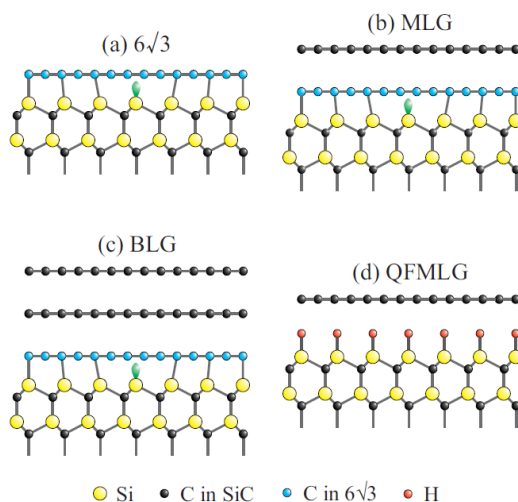 (a) 6√3
(b) MLG
(c) BLG
(d) QFMLG
Si
C in SiC
C in 6√3
H